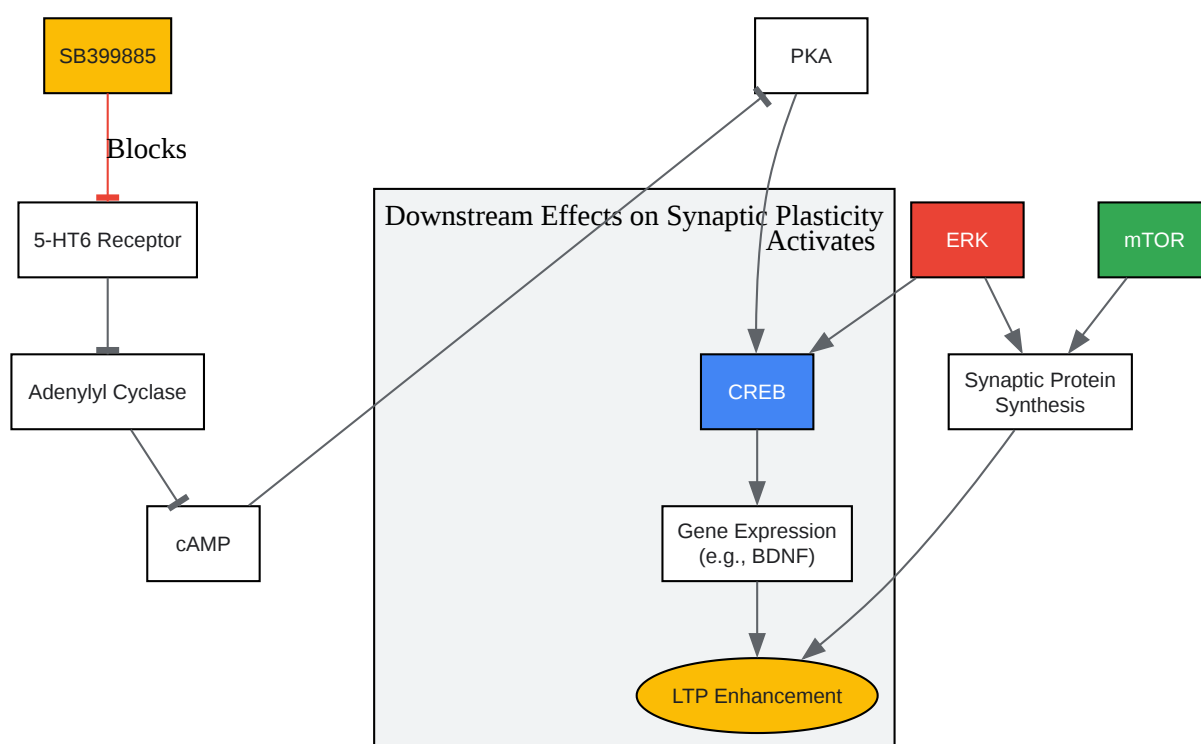 SB399885
PKA
Blocks
Downstream Effects on Synaptic Plasticity
Activates
5-HT6 Receptor
ERK
mTOR
Adenylyl Cyclase
CREB
Synaptic Protein
Synthesis
cAMP
Gene Expression
(e.g., BDNF)
LTP Enhancement